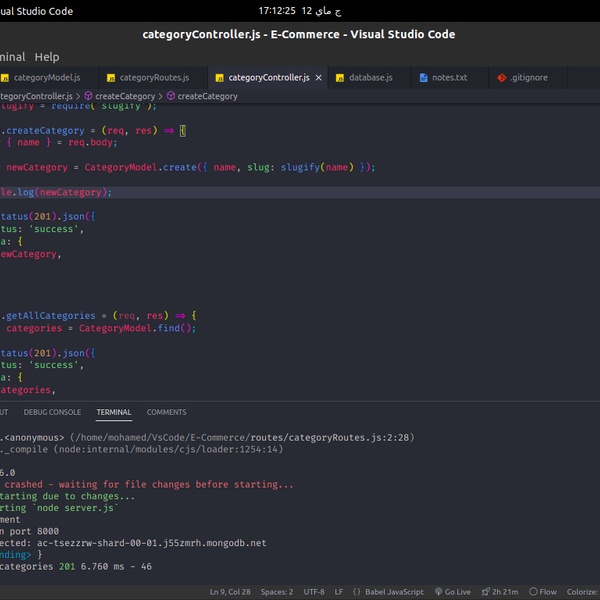 ual Studio Code
17:12:25 12 ج ماي
categoryController.js - E-Commerce - Visual Studio Code
minal Help
categoryModel.js categoryRoutes.js categoryController.js database.js notes.txt .gitignore
tegoryController.js > createCategory > createCategory
slugify = require('slugify');
.createCategory = (req, res) => {
{ name } = req.body;
newCategory = CategoryModel.create({ name, slug: slugify(name) });
le.log(newCategory);
tatus(201).json({
tus: 'success',
a: {
ewCategory,
.getAllCategories = (req, res) => {
categories = CategoryModel.find();
tatus(201).json({
tus: 'success',
a: {
ategories,
UT DEBUG CONSOLE TERMINAL COMMENTS
.<anonymous> (/home/mohamed/VsCode/E-Commerce/routes/categoryRoutes.js:2:28)
._compile (node:internal/modules/cjs/loader:1254:14)
6.0
crashed - waiting for file changes before starting...
tarting due to changes...
rting `node server.js`
ment
n port 8000
ected: ac-tsezzrw-shard-00-01.j55zmrh.mongodb.net
nding> }
categories 201 6.760 ms - 46
Ln 9, Col 28 Spaces: 2 UTF-8 LF {} Babel JavaScript Go Live 2h 21m Flow Colorize: